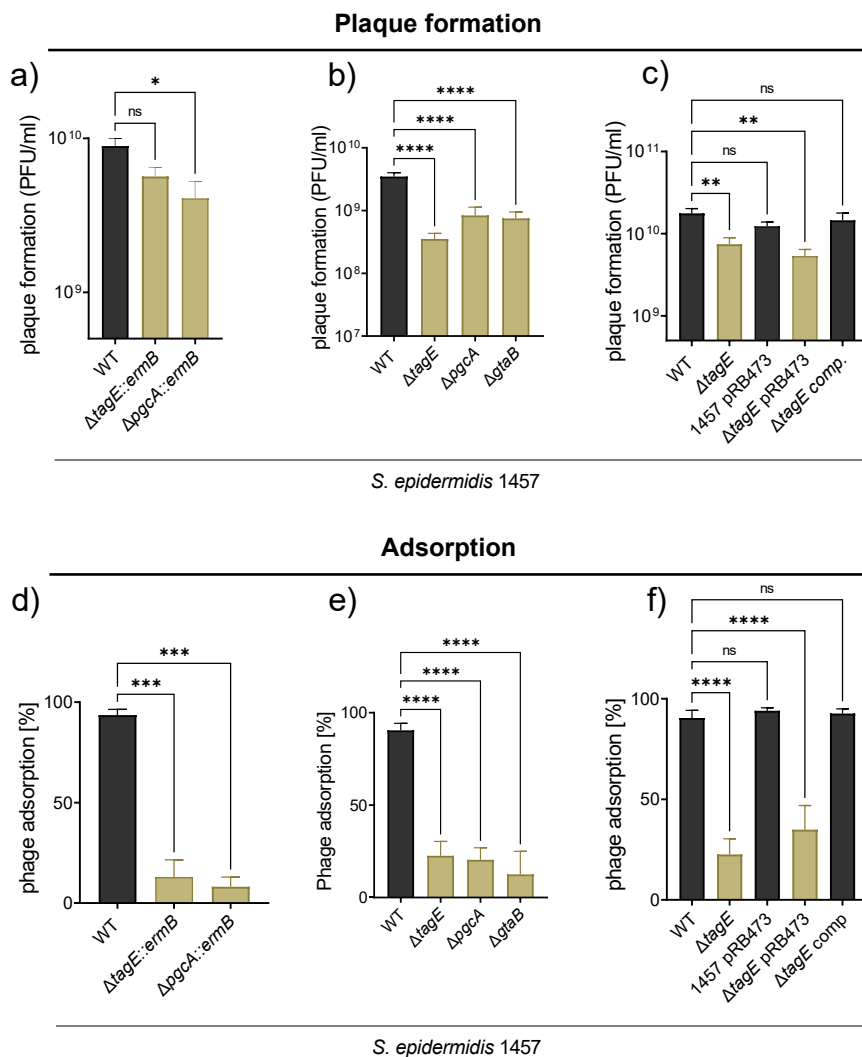 Plaque formation
a)
*
ns
plaque formation (PFU/ml)
10¹⁰
10⁹
WT
ΔtagE::ermB
ΔpgcA::ermB
b)
****
****
****
plaque formation (PFU/ml)
10¹⁰
10⁹
10⁸
10⁷
WT
ΔtagE
ΔpgcA
ΔgtaB
c)
ns
**
ns
**
plaque formation (PFU/ml)
10¹¹
10¹⁰
10⁹
WT
ΔtagE
1457 pRB473
ΔtagE pRB473
ΔtagE comp.
S. epidermidis 1457
Adsorption
d)
***
***
phage adsorption [%]
100
50
0
WT
ΔtagE::ermB
ΔpgcA::ermB
e)
****
****
****
Phage adsorption [%]
100
50
0
WT
ΔtagE
ΔpgcA
ΔgtaB
f)
ns
****
ns
****
phage adsorption [%]
100
50
0
WT
ΔtagE
1457 pRB473
ΔtagE pRB473
ΔtagE comp
S. epidermidis 1457